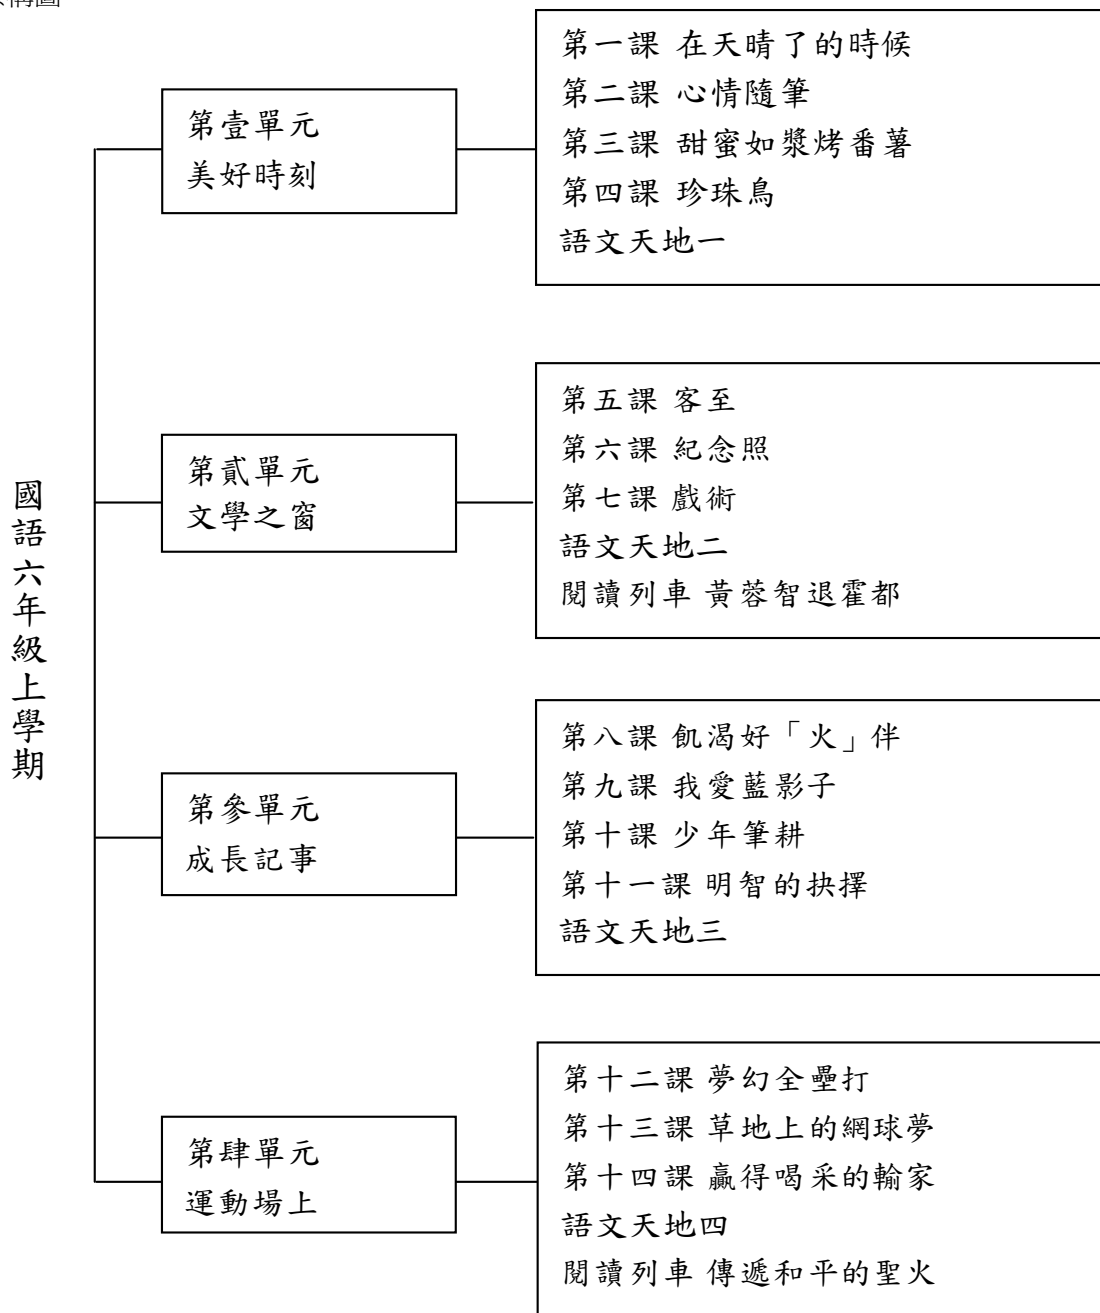 構圖
國語六年級上學期
第壹單元
美好時刻
第一課 在天晴了的時候
第二課 心情隨筆
第三課 甜蜜如漿烤番薯
第四課 珍珠鳥
語文天地一
第貳單元
文學之窗
第五課 客至
第六課 紀念照
第七課 戲術
語文天地二
閱讀列車 黃蓉智退霍都
第參單元
成長記事
第八課 飢渴好「火」伴
第九課 我愛藍影子
第十課 少年筆耕
第十一課 明智的抉擇
語文天地三
第肆單元
運動場上
第十二課 夢幻全壘打
第十三課 草地上的網球夢
第十四課 贏得喝采的輸家
語文天地四
閱讀列車 傳遞和平的聖火